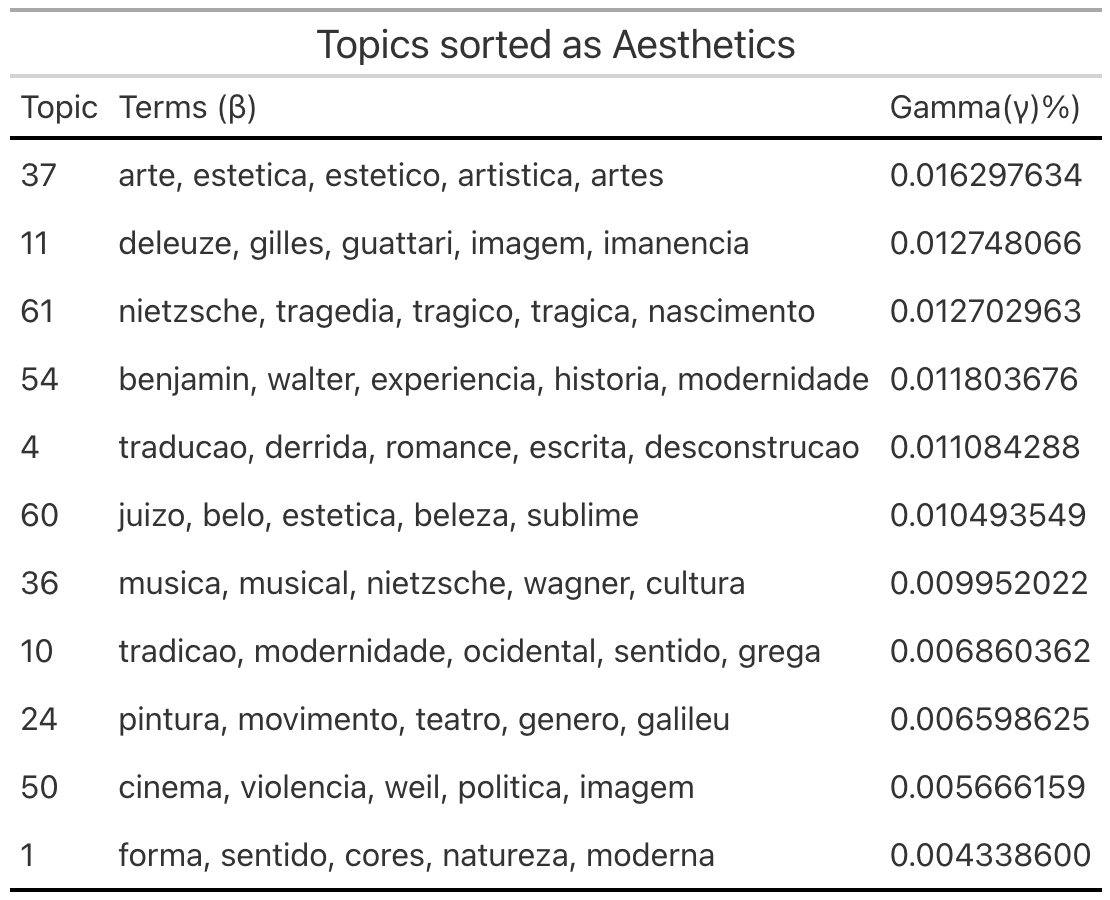 Topics sorted as Aesthetics
Topic Terms (β) Gamma(γ)%)
37 arte, estetica, estetico, artistica, artes 0.016297634
11 deleuze, gilles, guattari, imagem, imanencia 0.012748066
61 nietzsche, tragedia, tragico, tragica, nascimento 0.012702963
54 benjamin, walter, experiencia, historia, modernidade 0.011803676
4 traducao, derrida, romance, escrita, desconstrucao 0.011084288
60 juizo, belo, estetica, beleza, sublime 0.010493549
36 musica, musical, nietzsche, wagner, cultura 0.009952022
10 tradicao, modernidade, ocidental, sentido, grega 0.006860362
24 pintura, movimento, teatro, genero, galileu 0.006598625
50 cinema, violencia, weil, politica, imagem 0.005666159
1 forma, sentido, cores, natureza, moderna 0.004338600